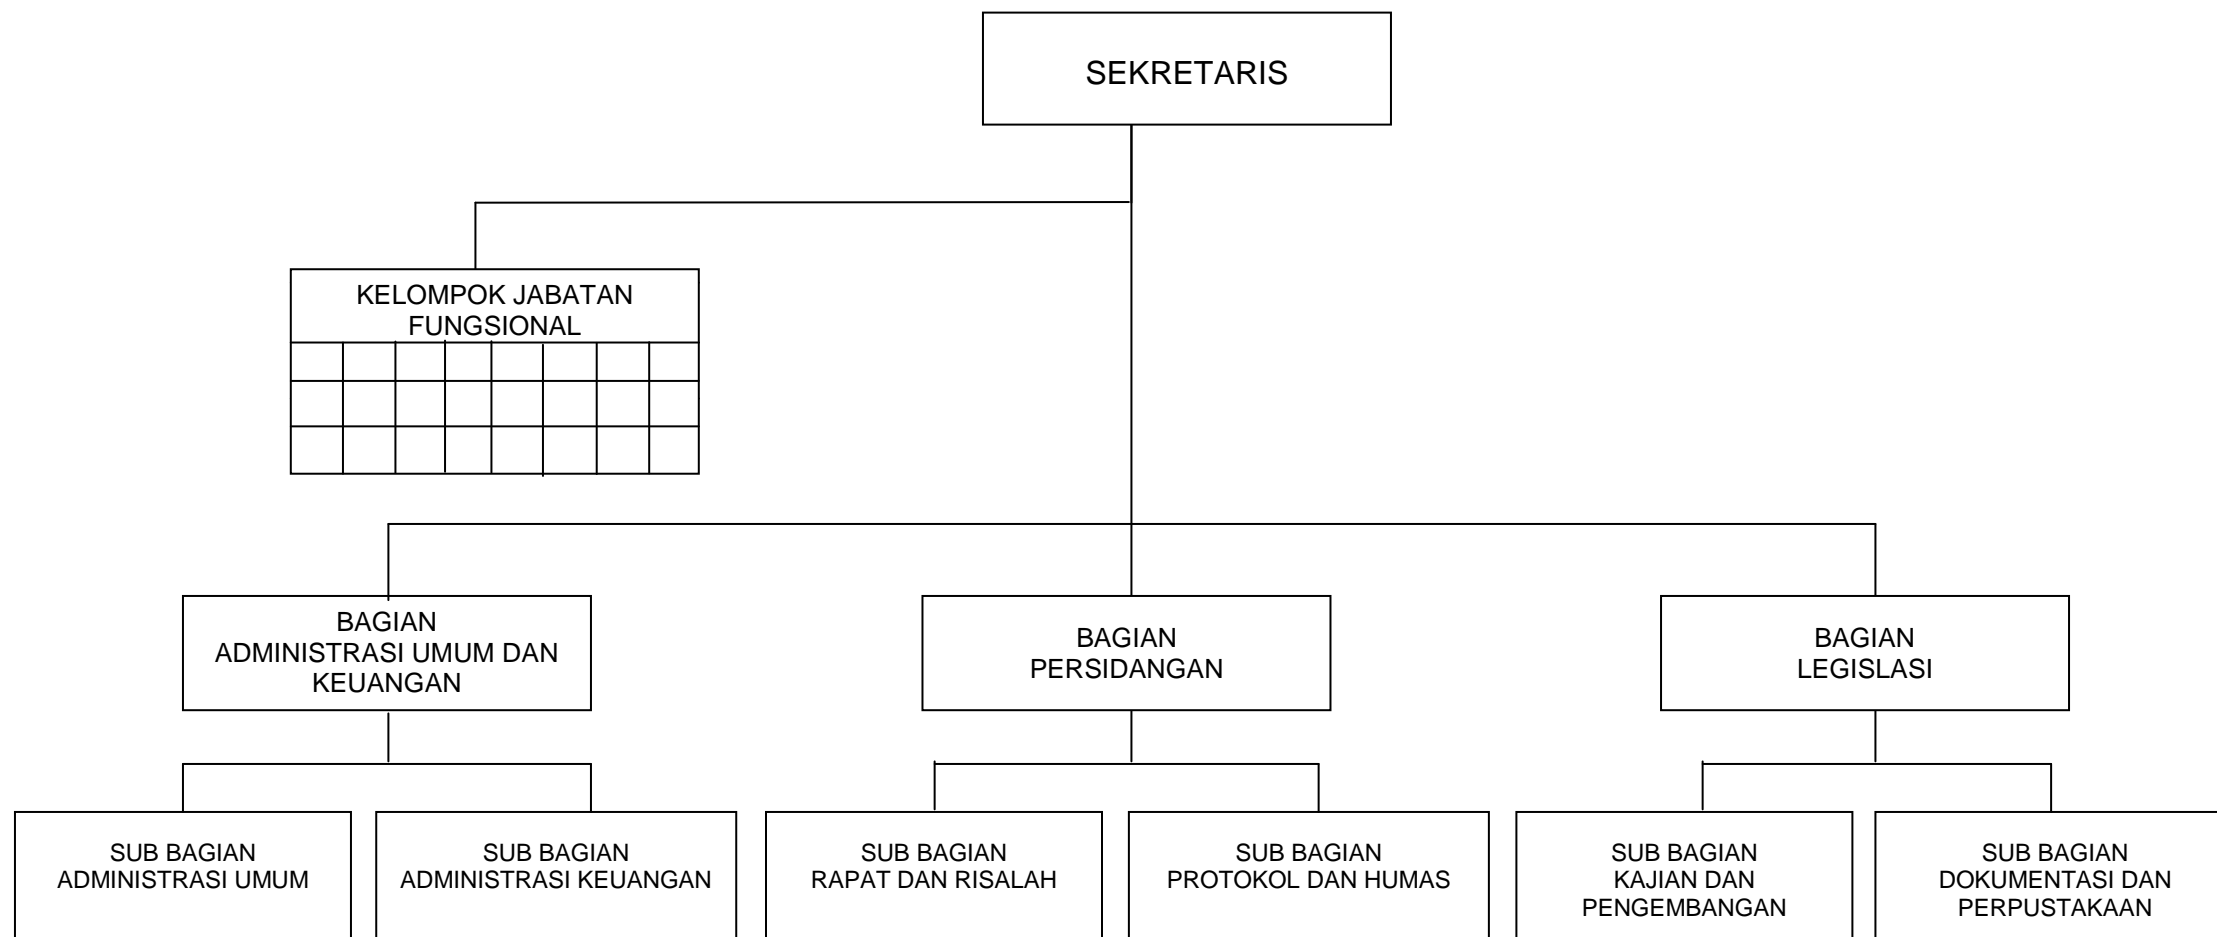 SEKRETARIS
KELOMPOK JABATAN
FUNGSIONAL
BAGIAN
ADMINISTRASI UMUM DAN
KEUANGAN
BAGIAN
PERSIDANGAN
BAGIAN
LEGISLASI
SUB BAGIAN
ADMINISTRASI UMUM
SUB BAGIAN
ADMINISTRASI KEUANGAN
SUB BAGIAN
RAPAT DAN RISALAH
SUB BAGIAN
PROTOKOL DAN HUMAS
SUB BAGIAN
KAJIAN DAN
PENGEMBANGAN
SUB BAGIAN
DOKUMENTASI DAN
PERPUSTAKAAN